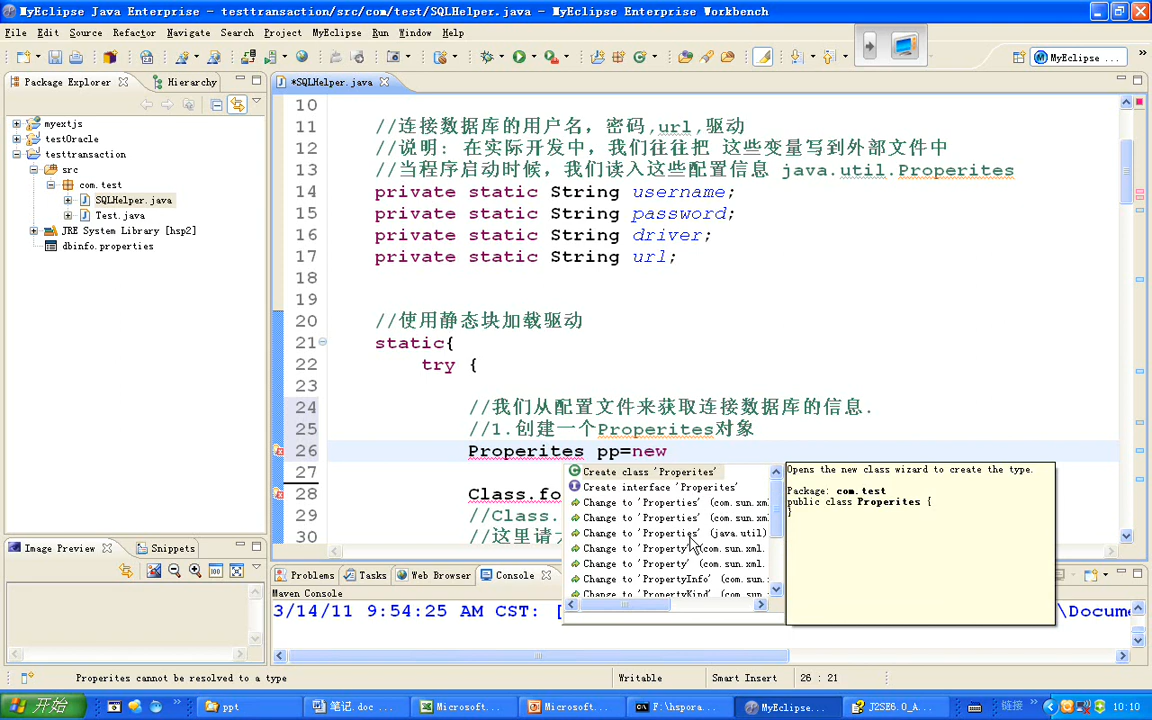 MyEclipse Java Enterprise - testtransaction/src/com/test/SQLHelper.java - MyEclipse Enterprise Workbench
File Edit Source Refactor Navigate Search Project MyEclipse Run Window Help
MyEclipse ...
Package Explorer Hierarchy
*SQLHelper.java
myextjs
testOracle
testtransaction
src
com.test
SQLHelper.java
Test.java
JRE System Library [hsp2]
dbinfo.properties
10
11 //连接数据库的用户名，密码,url,驱动
12 //说明: 在实际开发中，我们往往把 这些变量写到外部文件中
13 //当程序启动时候，我们读入这些配置信息 java.util.Properites
14 private static String username;
15 private static String password;
16 private static String driver;
17 private static String url;
18
19
20 //使用静态块加载驱动
21 static{
22 try {
23
24 //我们从配置文件来获取连接数据库的信息.
25 //1.创建一个Properites对象
26 Properites pp=new
27
28 Class.fo
29 //Class.
30 //这里请
Create class 'Properites'
Create interface 'Properites'
Change to 'Properties' (com.sun.xml
Change to 'Properties' (com.sun.xml
Change to 'Properties' (java.util)
Change to 'Property' (com.sun.xml.
Change to 'Property' (com.sun.xml.
Change to 'PropertyInfo' (com.sun.
Change to 'PropertyKind' (com.sun
Opens the new class wizard to create the type.
Package: com.test
public class Properites {
}
Image Preview Snippets
Problems Tasks Web Browser Console
Maven Console
3/14/11 9:54:25 AM CST: [
\Docume
Properites cannot be resolved to a type
Writable Smart Insert 26 : 21
开始 ppt 笔记.doc ... Microsoft... Microsoft... F:\hspora... MyEclipse... J2SE6.0_A... 链接 10:10